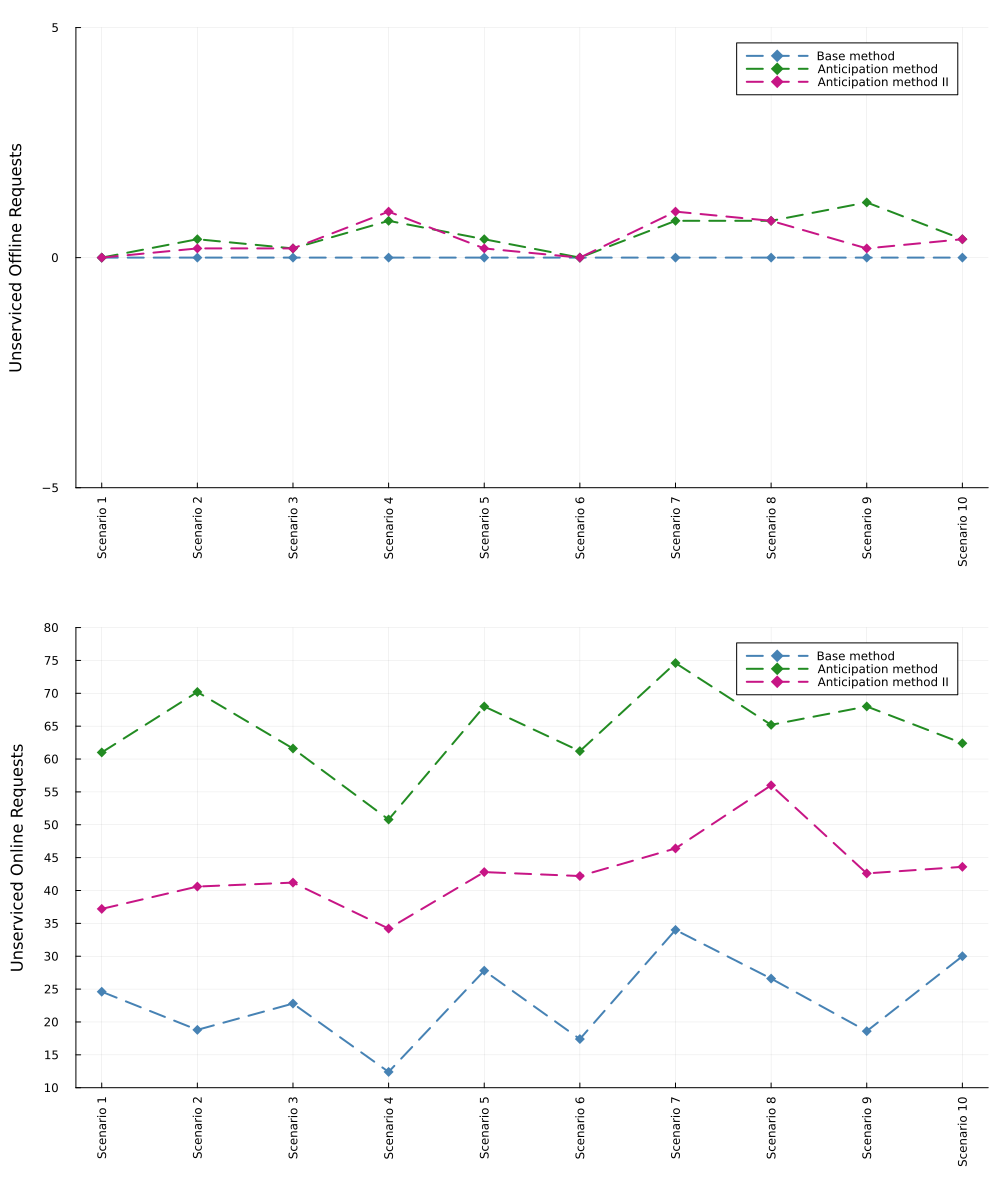 Unserviced Offline Requests
5
0
−5
Base method
Anticipation method
Anticipation method II
Scenario 1
Scenario 2
Scenario 3
Scenario 4
Scenario 5
Scenario 6
Scenario 7
Scenario 8
Scenario 9
Scenario 10
Unserviced Online Requests
80
75
70
65
60
55
50
45
40
35
30
25
20
15
10
Base method
Anticipation method
Anticipation method II
Scenario 1
Scenario 2
Scenario 3
Scenario 4
Scenario 5
Scenario 6
Scenario 7
Scenario 8
Scenario 9
Scenario 10